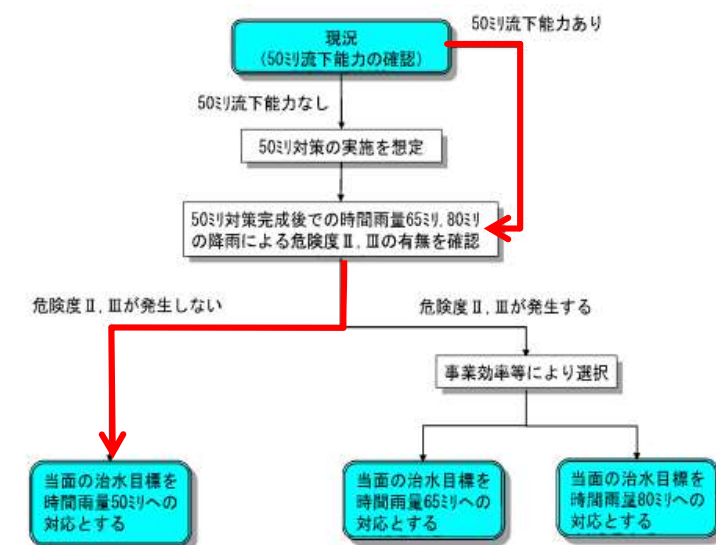 50ﾐﾘ流下能力あり
現況
(50ﾐﾘ流下能力の確認)
50ﾐﾘ流下能力なし
50ﾐﾘ対策の実施を想定
50ﾐﾘ対策完成後での時間雨量65ﾐﾘ,80ﾐﾘ
の降雨による危険度Ⅱ,Ⅲの有無を確認
危険度Ⅱ,Ⅲが発生しない
危険度Ⅱ,Ⅲが発生する
事業効率等により選択
当面の治水目標を
時間雨量50ﾐﾘへの
対応とする
当面の治水目標を
時間雨量65ﾐﾘへの
対応とする
当面の治水目標を
時間雨量80ﾐﾘへの
対応とする